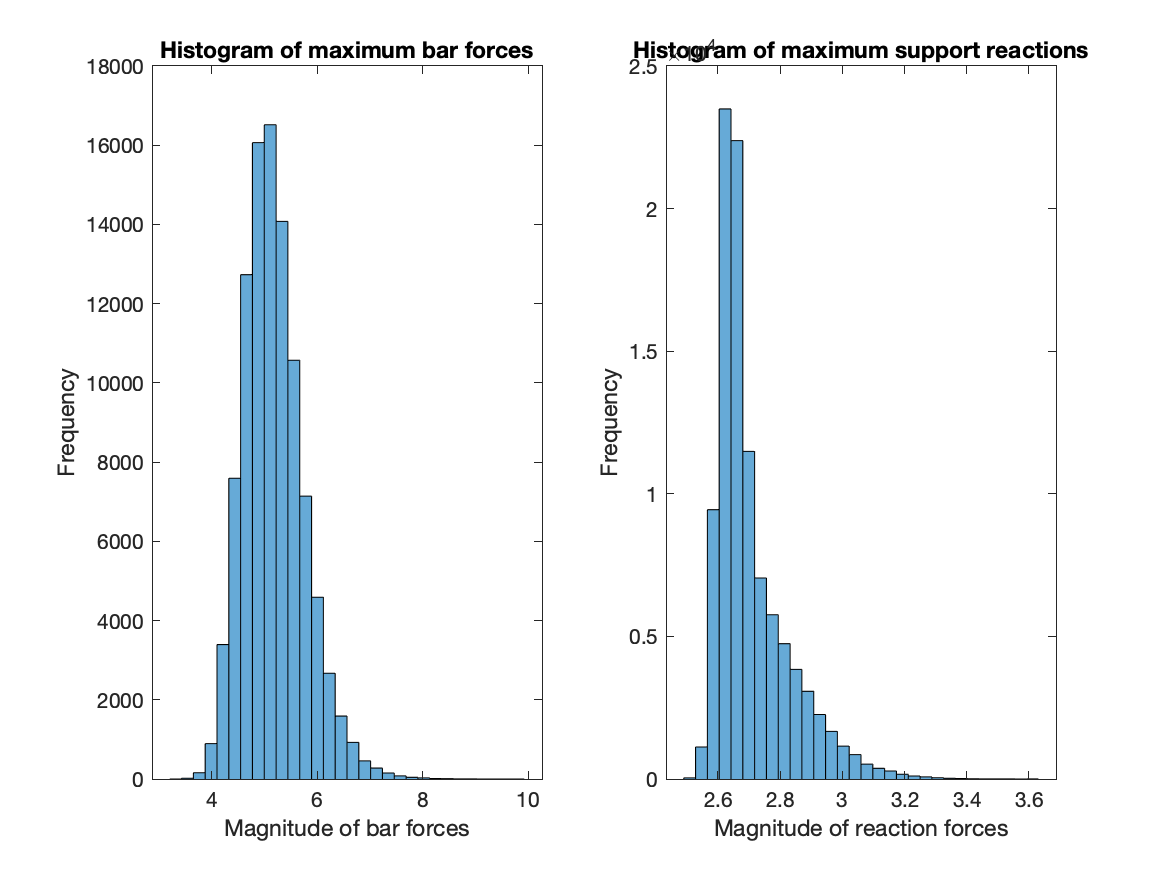 Histogram of maximum bar forces
18000
16000
14000
12000
10000
8000
6000
4000
2000
0
Frequency
4 6 8 10
Magnitude of bar forces
Histogram of maximum support reactions
× 10^4
2.5
2
1.5
1
0.5
0
Frequency
2.6 2.8 3 3.2 3.4 3.6
Magnitude of reaction forces